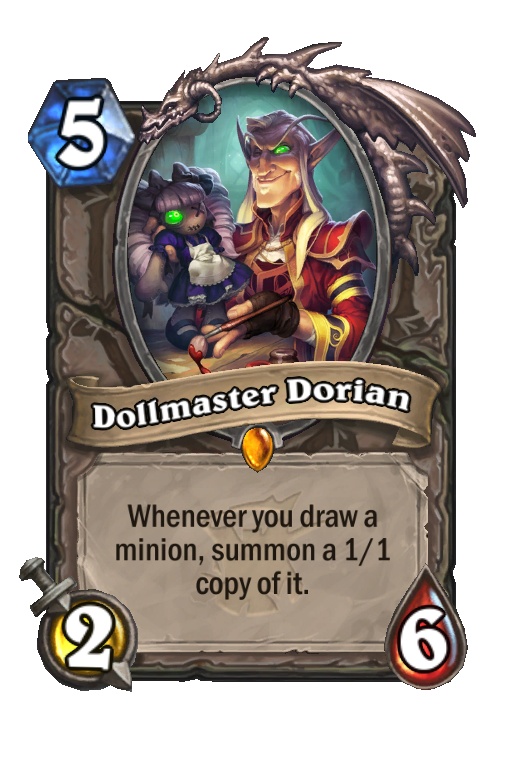 5
Dollmaster Dorian
Whenever you draw a
minion, summon a 1/1
copy of it.
2
6